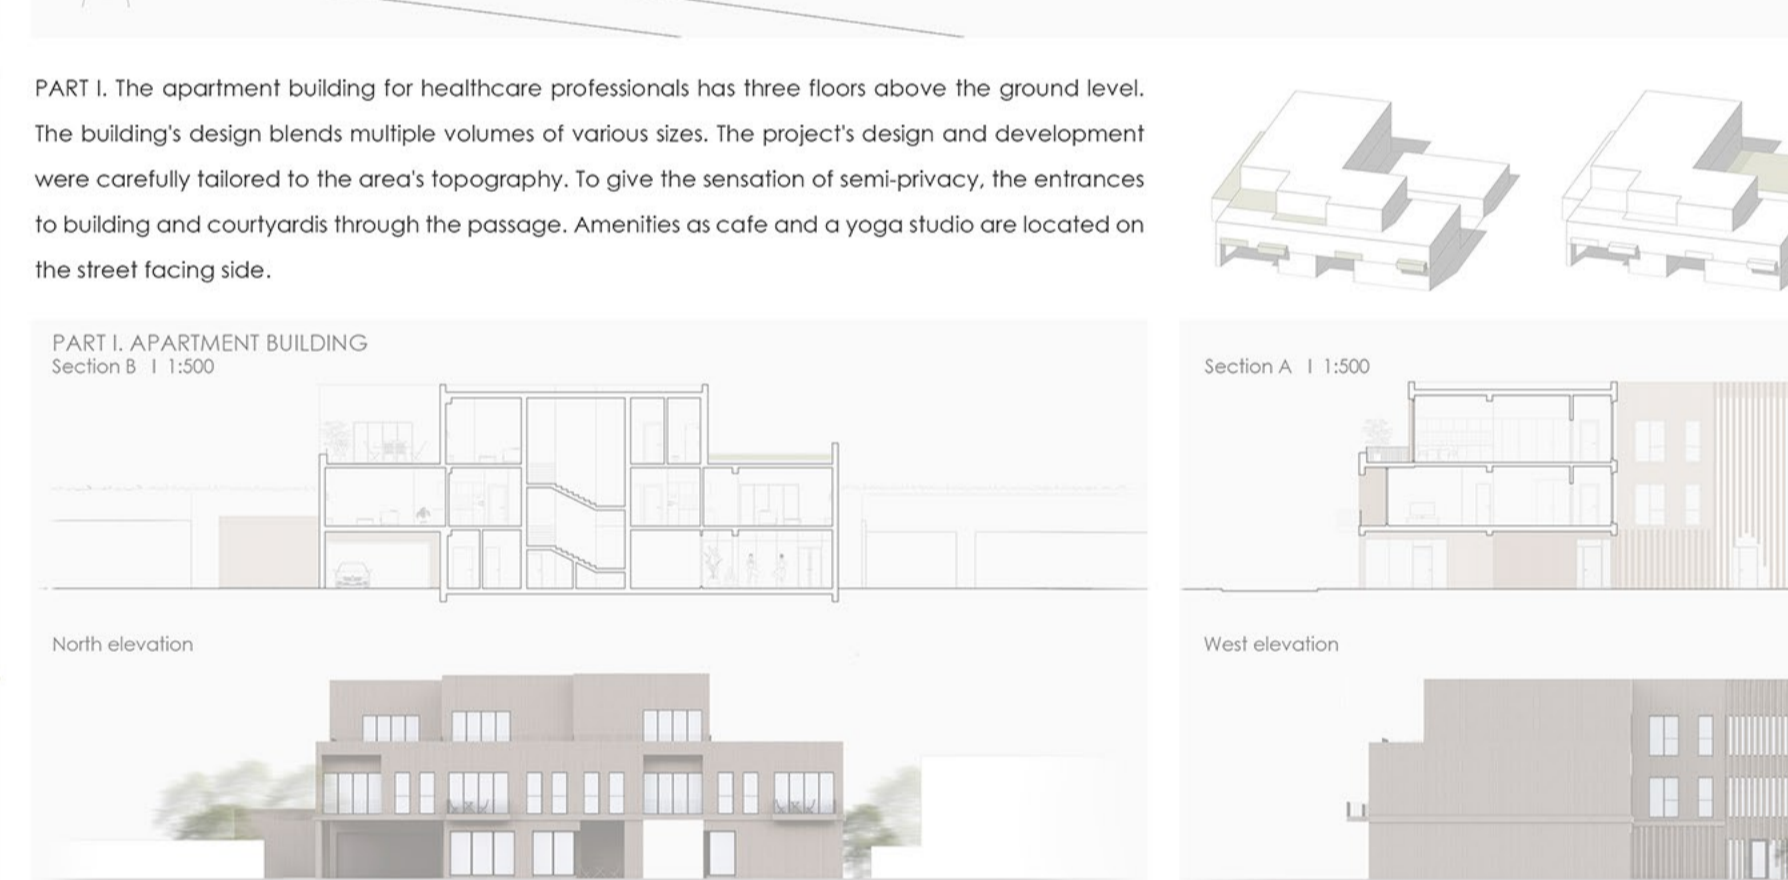 PART I. The apartment building for healthcare professionals has three floors above the ground level.
The building's design blends multiple volumes of various sizes. The project's design and development
were carefully tailored to the area's topography. To give the sensation of semi-privacy, the entrances
to building and courtyardis through the passage. Amenities as cafe and a yoga studio are located on
the street facing side.
PART I. APARTMENT BUILDING
Section B I 1:500
Section A I 1:500
North elevation
West elevation